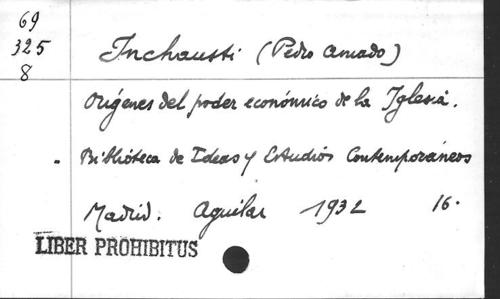 69
325
8
Inchausti (Pedro Amado)
Orígenes del poder económico de la Iglesia.
Biblióteca de Ideas y Estudios Contemporáneos
Madrid. Aguilar 1932 16.
LIBER PROHIBITUS